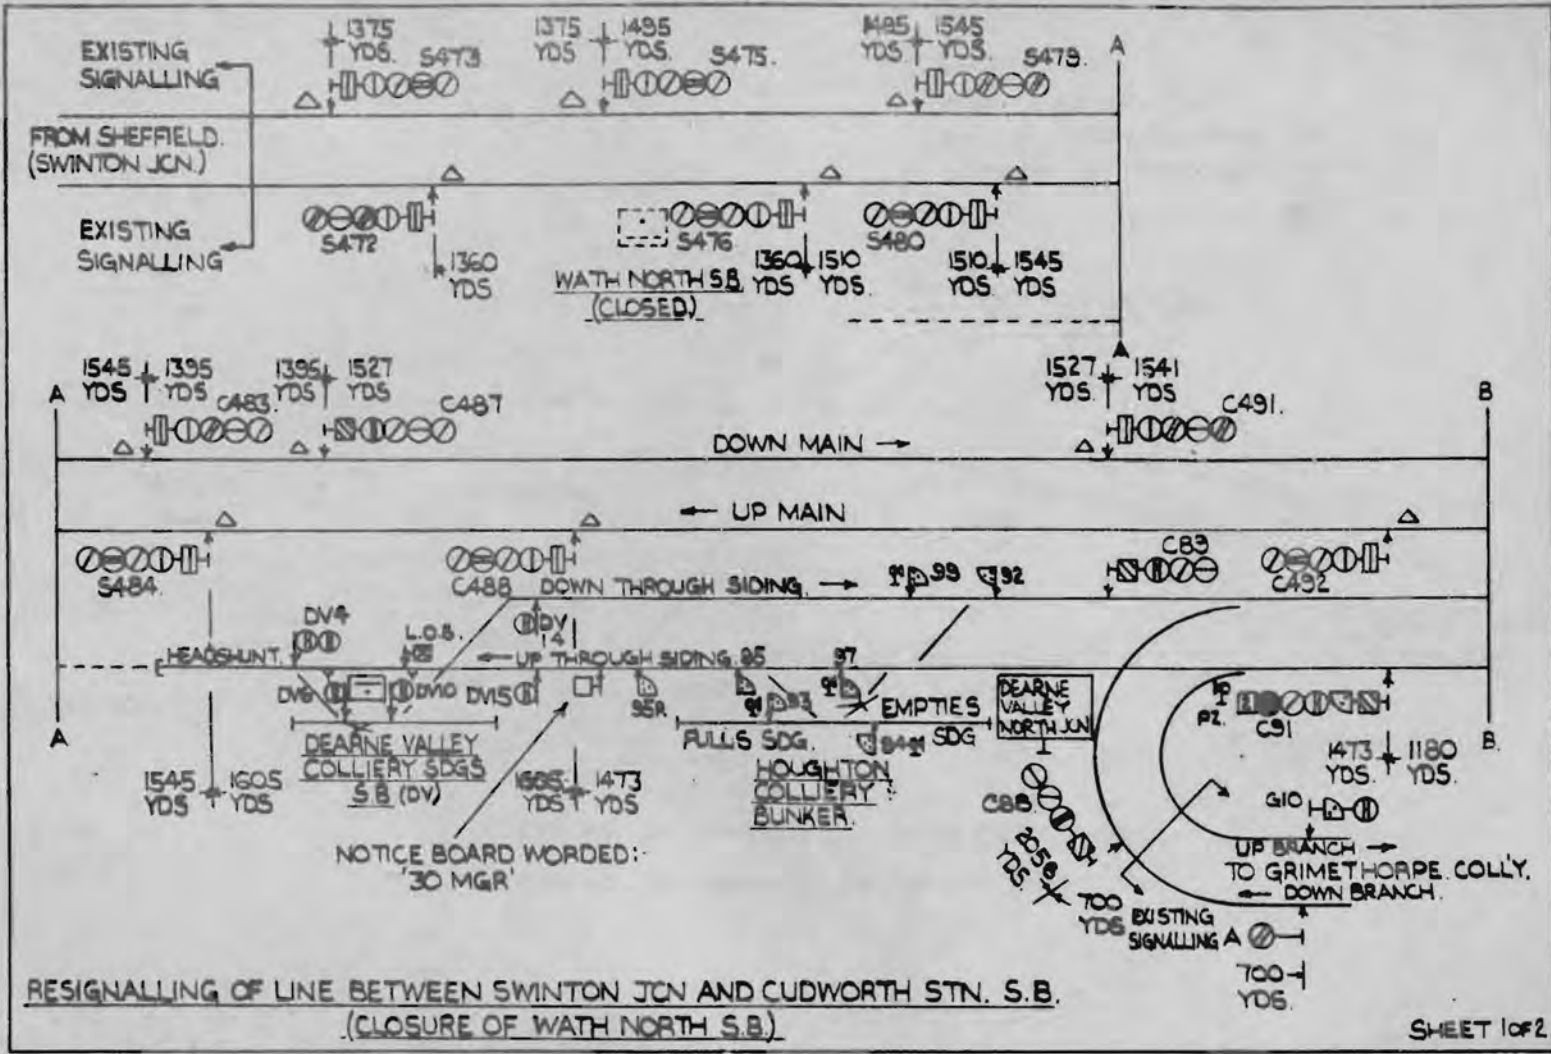 EXISTING
SIGNALLING
1375
YDS.
S473
1375
YDS
1495
YDS.
S475.
1485
YDS
1545
YDS.
S479.
A
FROM SHEFFIELD.
(SWINTON JCN.)
EXISTING
SIGNALLING
S472
1360
YDS
S476
WATH NORTH S.B.
(CLOSED)
1360
YDS
1510
YDS.
S480
1510
YDS.
1545
YDS
A
A
1545
YDS
1395
YDS
C483.
1395
YDS
1527
YDS
C487
1527
YDS.
1541
YDS
C491.
B
DOWN MAIN →
← UP MAIN
S484
C488
DOWN THROUGH SIDING. →
99
92
C83
C492
DV4
L.O.S.
DV
14
HEADSHUNT.
← UP THROUGH SIDING.
95
97
DV10
DV15
95R
93
94
EMPTIES
SDG
FULLS SDG.
DEARNE
VALLEY
NORTH JCN
P2.
C91
A
B.
DEARNE VALLEY
COLLIERY SDGS
S.B (DV)
HOUGHTON
COLLIERY
BUNKER.
1545
YDS
1605
YDS
1605
YDS
1473
YDS
1473
YDS.
1180
YDS.
C88
2058
YDS.
700
YDS
G10
UP BRANCH →
TO GRIMETHORPE COLL'Y.
← DOWN BRANCH.
EXISTING
SIGNALLING
A
700
YDS.
NOTICE BOARD WORDED:-
'30 MGR'
RESIGNALLING OF LINE BETWEEN SWINTON JCN AND CUDWORTH STN. S.B.
(CLOSURE OF WATH NORTH S.B.)
SHEET 1 OF 2